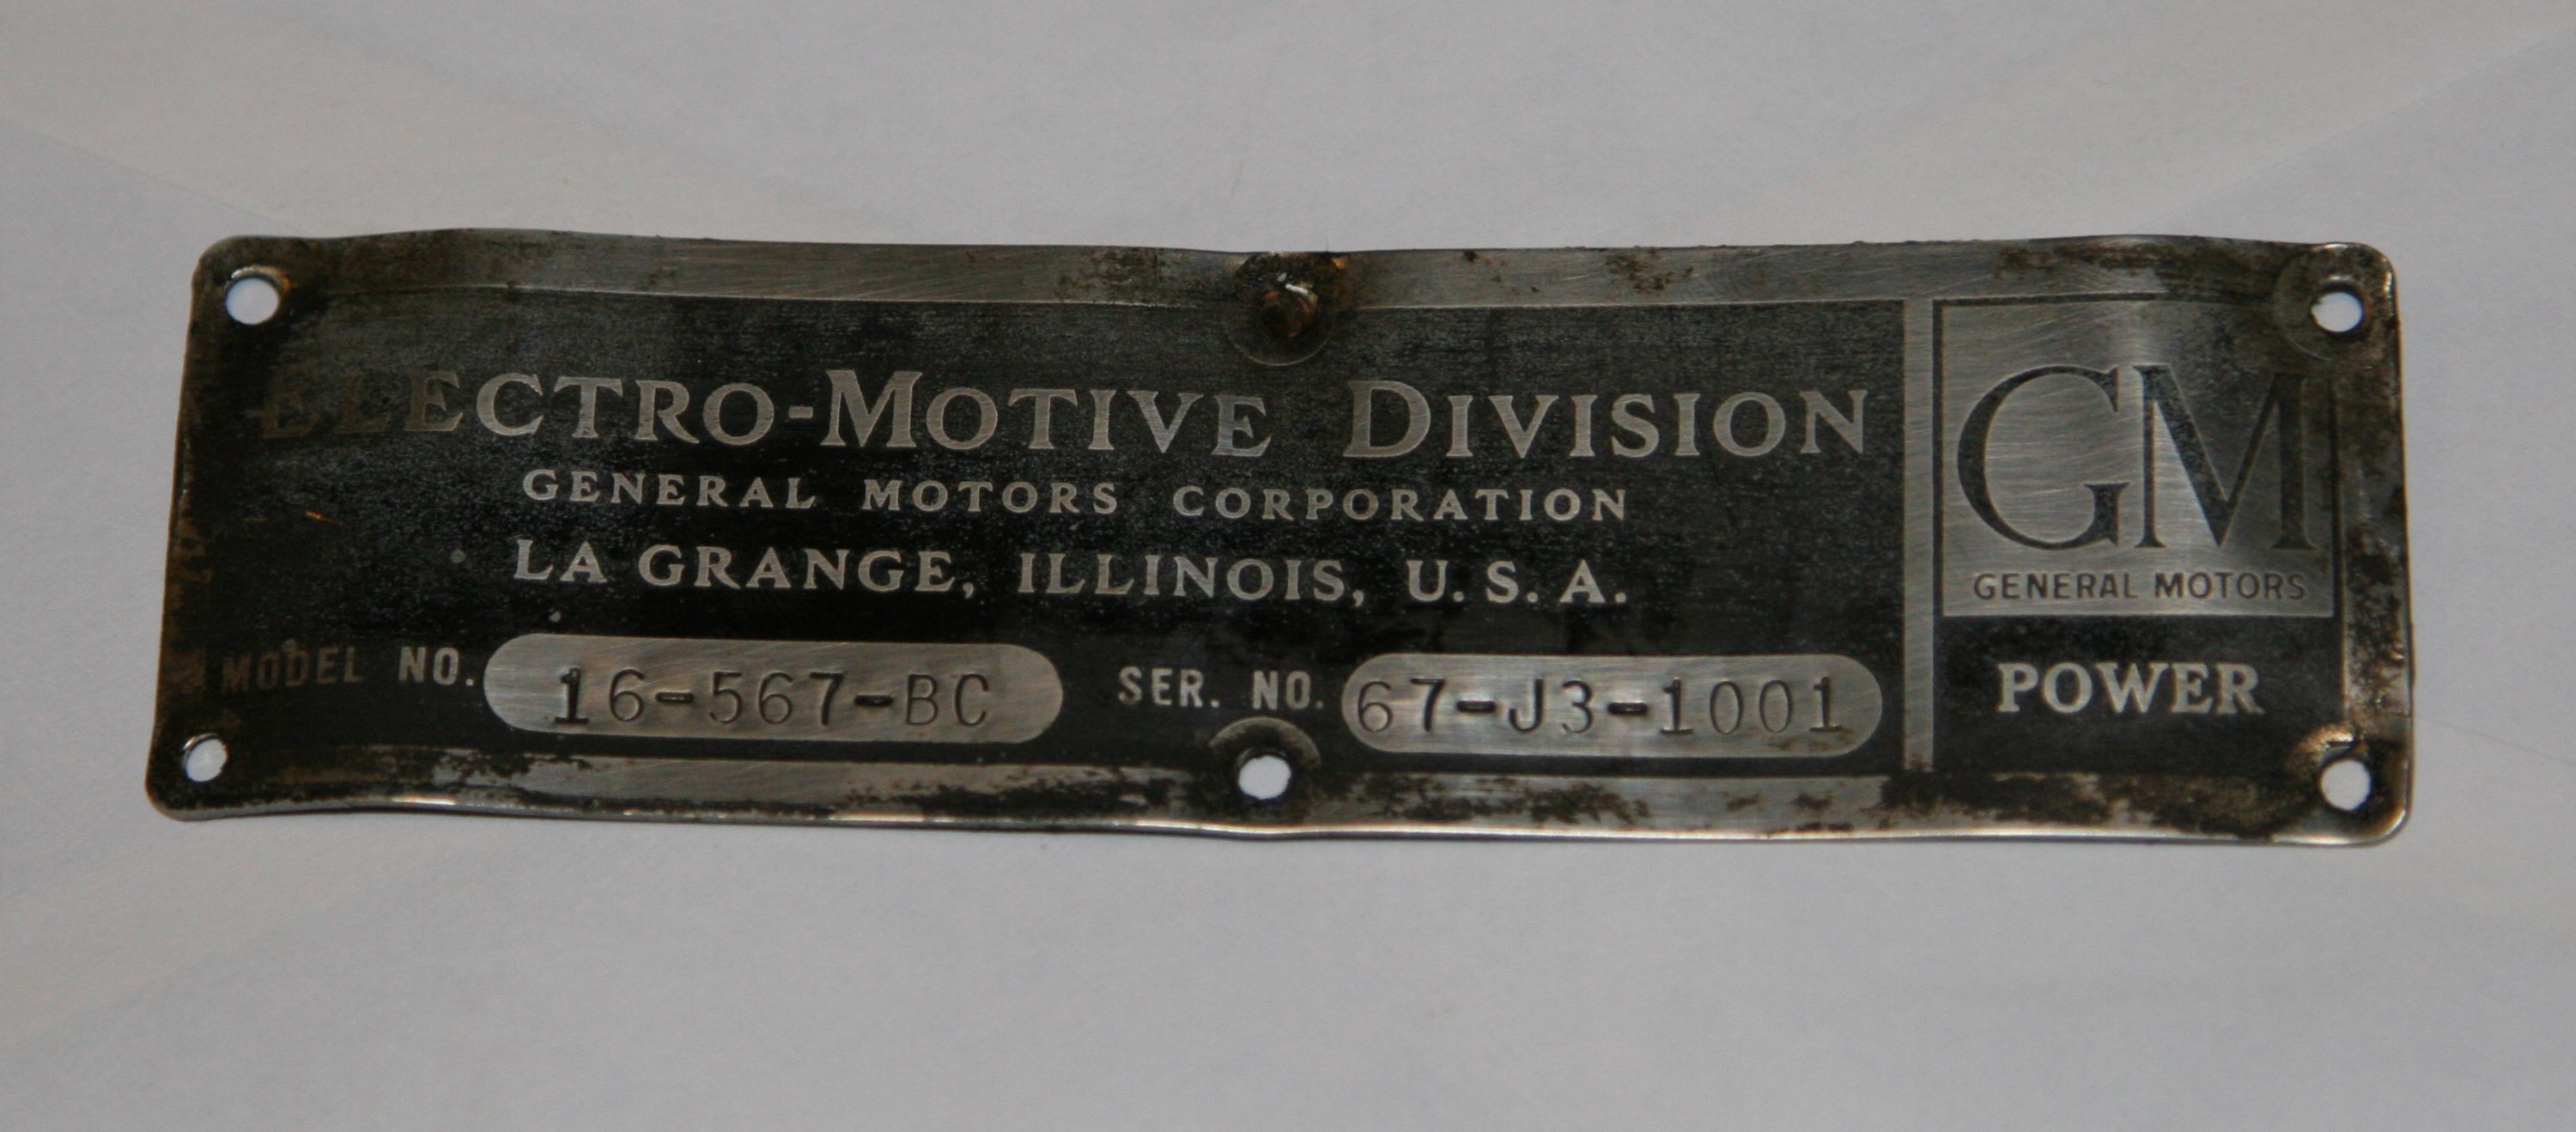 ELECTRO-MOTIVE DIVISION
GENERAL MOTORS CORPORATION
LA GRANGE, ILLINOIS, U. S. A.
MODEL NO. 16-567-BC SER. NO. 67-J3-1001
GM
GENERAL MOTORS
POWER